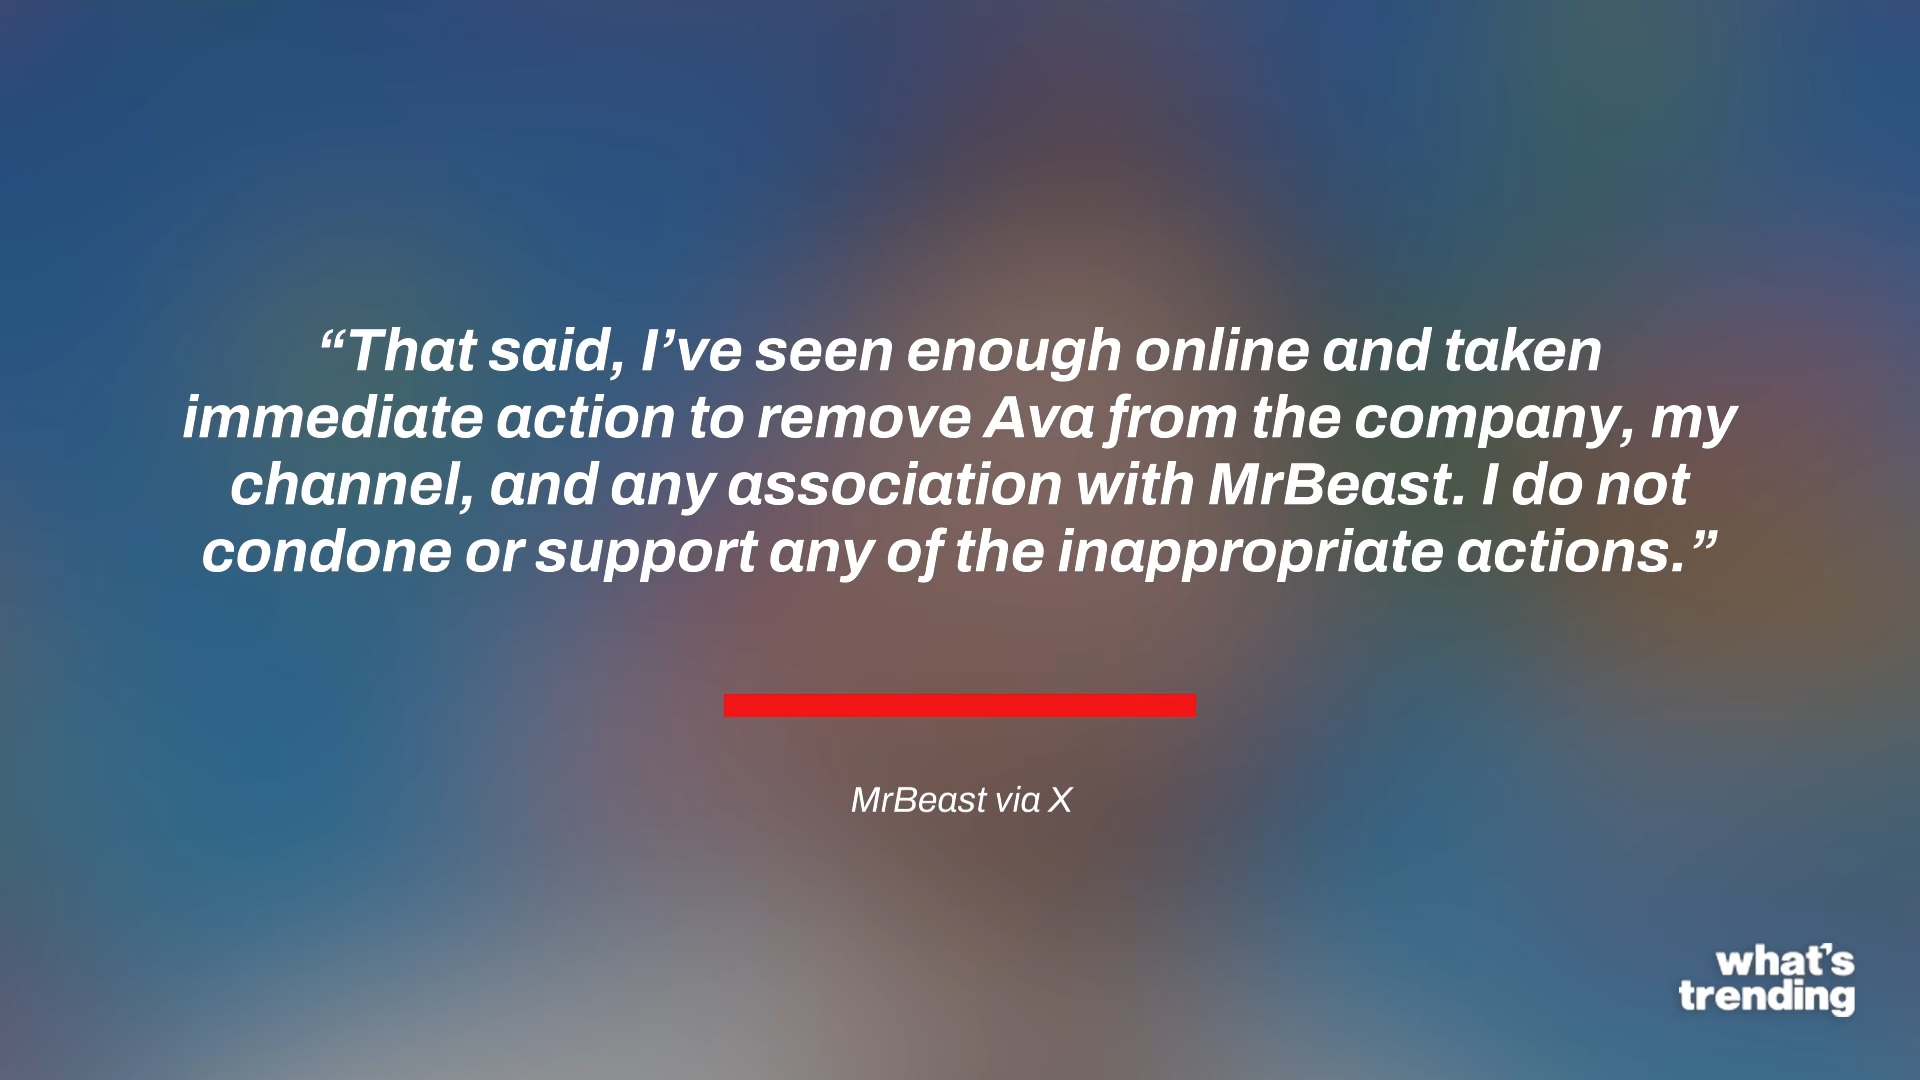 “That said, I’ve seen enough online and taken
immediate action to remove Ava from the company, my
channel, and any association with MrBeast. I do not
condone or support any of the inappropriate actions.”
MrBeast via X
what’s
trending